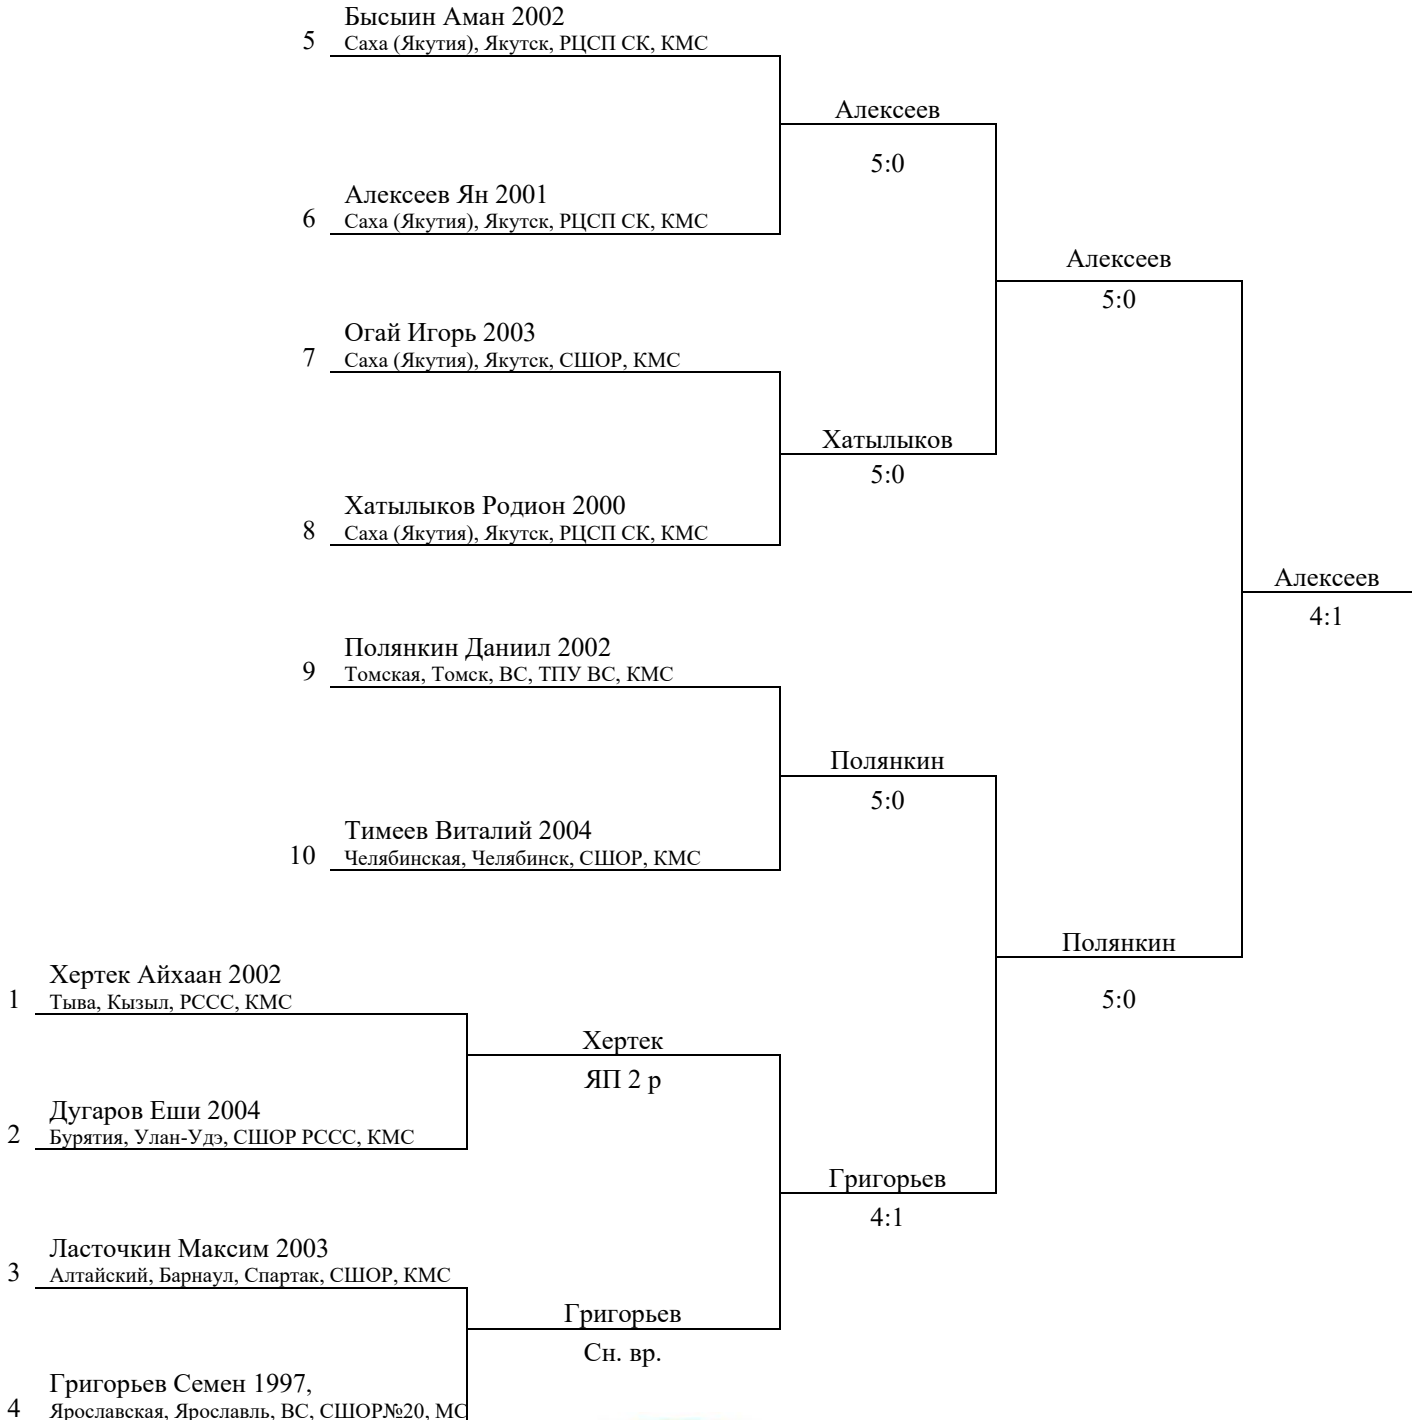 Бысыин Аман 2002
5
Саха (Якутия), Якутск, РЦСП СК, КМС
Алексеев
5:0
Алексеев Ян 2001
6
Саха (Якутия), Якутск, РЦСП СК, КМС
Алексеев
5:0
Огай Игорь 2003
7
Саха (Якутия), Якутск, СШОР, КМС
Хатылыков
5:0
Хатылыков Родион 2000
8
Саха (Якутия), Якутск, РЦСП СК, КМС
Алексеев
4:1
Полянкин Даниил 2002
9
Томская, Томск, ВС, ТПУ ВС, КМС
Полянкин
5:0
Тимеев Виталий 2004
10
Челябинская, Челябинск, СШОР, КМС
Полянкин
5:0
Хертек Айхаан 2002
1
Тыва, Кызыл, РССС, КМС
Хертек
ЯП 2 р
Дугаров Еши 2004
2
Бурятия, Улан-Удэ, СШОР РССС, КМС
Григорьев
4:1
Ласточкин Максим 2003
3
Алтайский, Барнаул, Спартак, СШОР, КМС
Григорьев
Сн. вр.
Григорьев Семен 1997,
4
Ярославская, Ярославль, ВС, СШОР№20, МС